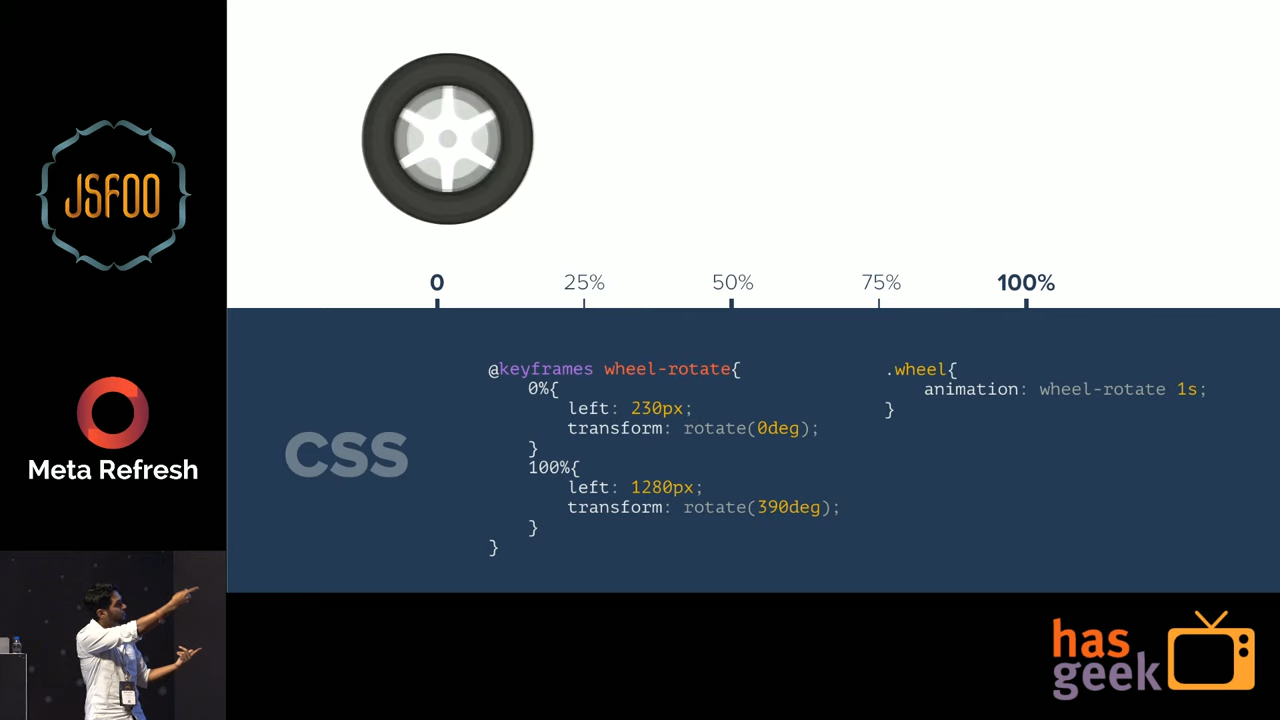 JSFOO
Meta Refresh
0 25% 50% 75% 100%
CSS
@keyframes wheel-rotate{
0%{
left: 230px;
transform: rotate(0deg);
}
100%{
left: 1280px;
transform: rotate(390deg);
}
}
.wheel{
animation: wheel-rotate 1s;
}
has
geek